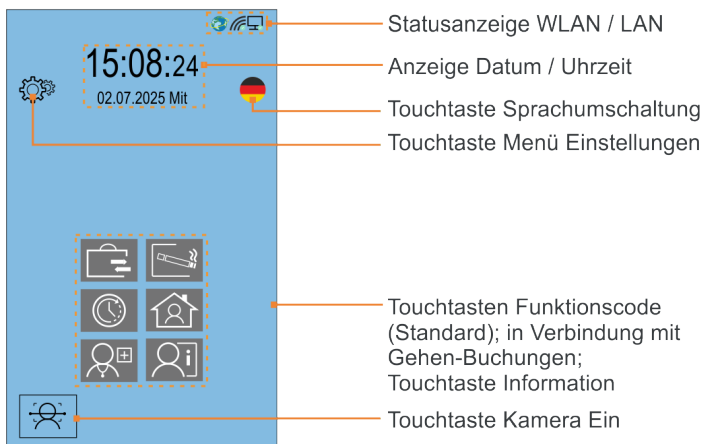 Statusanzeige WLAN / LAN
15:08:24
Anzeige Datum / Uhrzeit
02.07.2025 Mit
Touchtaste Sprachumschaltung
Touchtaste Menü Einstellungen
Touchtasten Funktionscode
(Standard); in Verbindung mit
Gehen-Buchungen;
Touchtaste Information
Touchtaste Kamera Ein